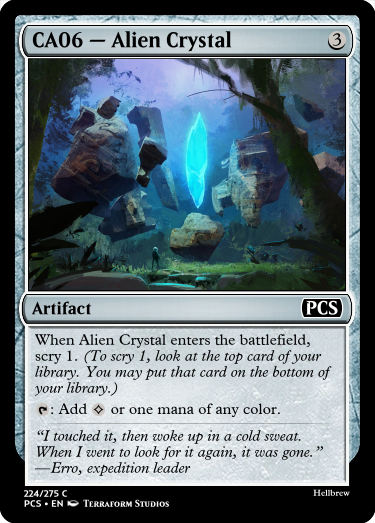 CA06 — Alien Crystal 3
Artifact PCS
When Alien Crystal enters the battlefield,
scry 1. (To scry 1, look at the top card of your
library. You may put that card on the bottom of
your library.)
: Add or one mana of any color.
“I touched it, then woke up in a cold sweat.
When I went to look for it again, it was gone.”
—Erro, expedition leader
224/275 C Hellbrew
PCS • EN Terraform Studios